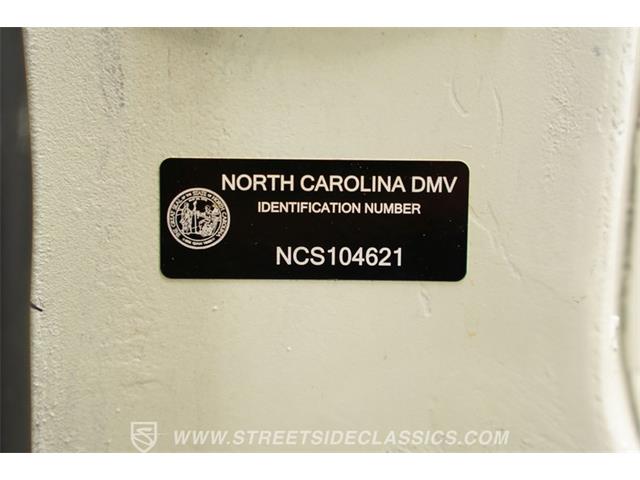 NORTH CAROLINA DMV
IDENTIFICATION NUMBER
NCS104621
WWW.STREETSIDECLASSICS.COM